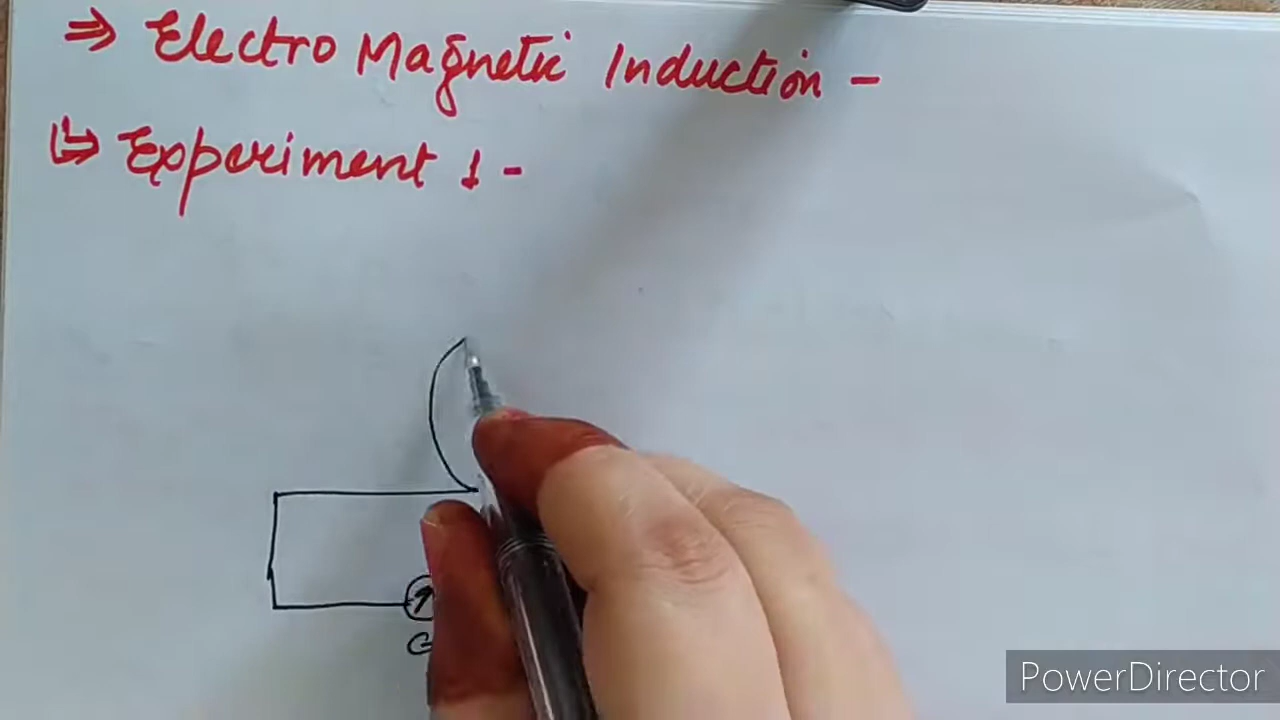 ⇒ Electro Magnetic Induction -
↳ Experiment 1 -
G
PowerDirector